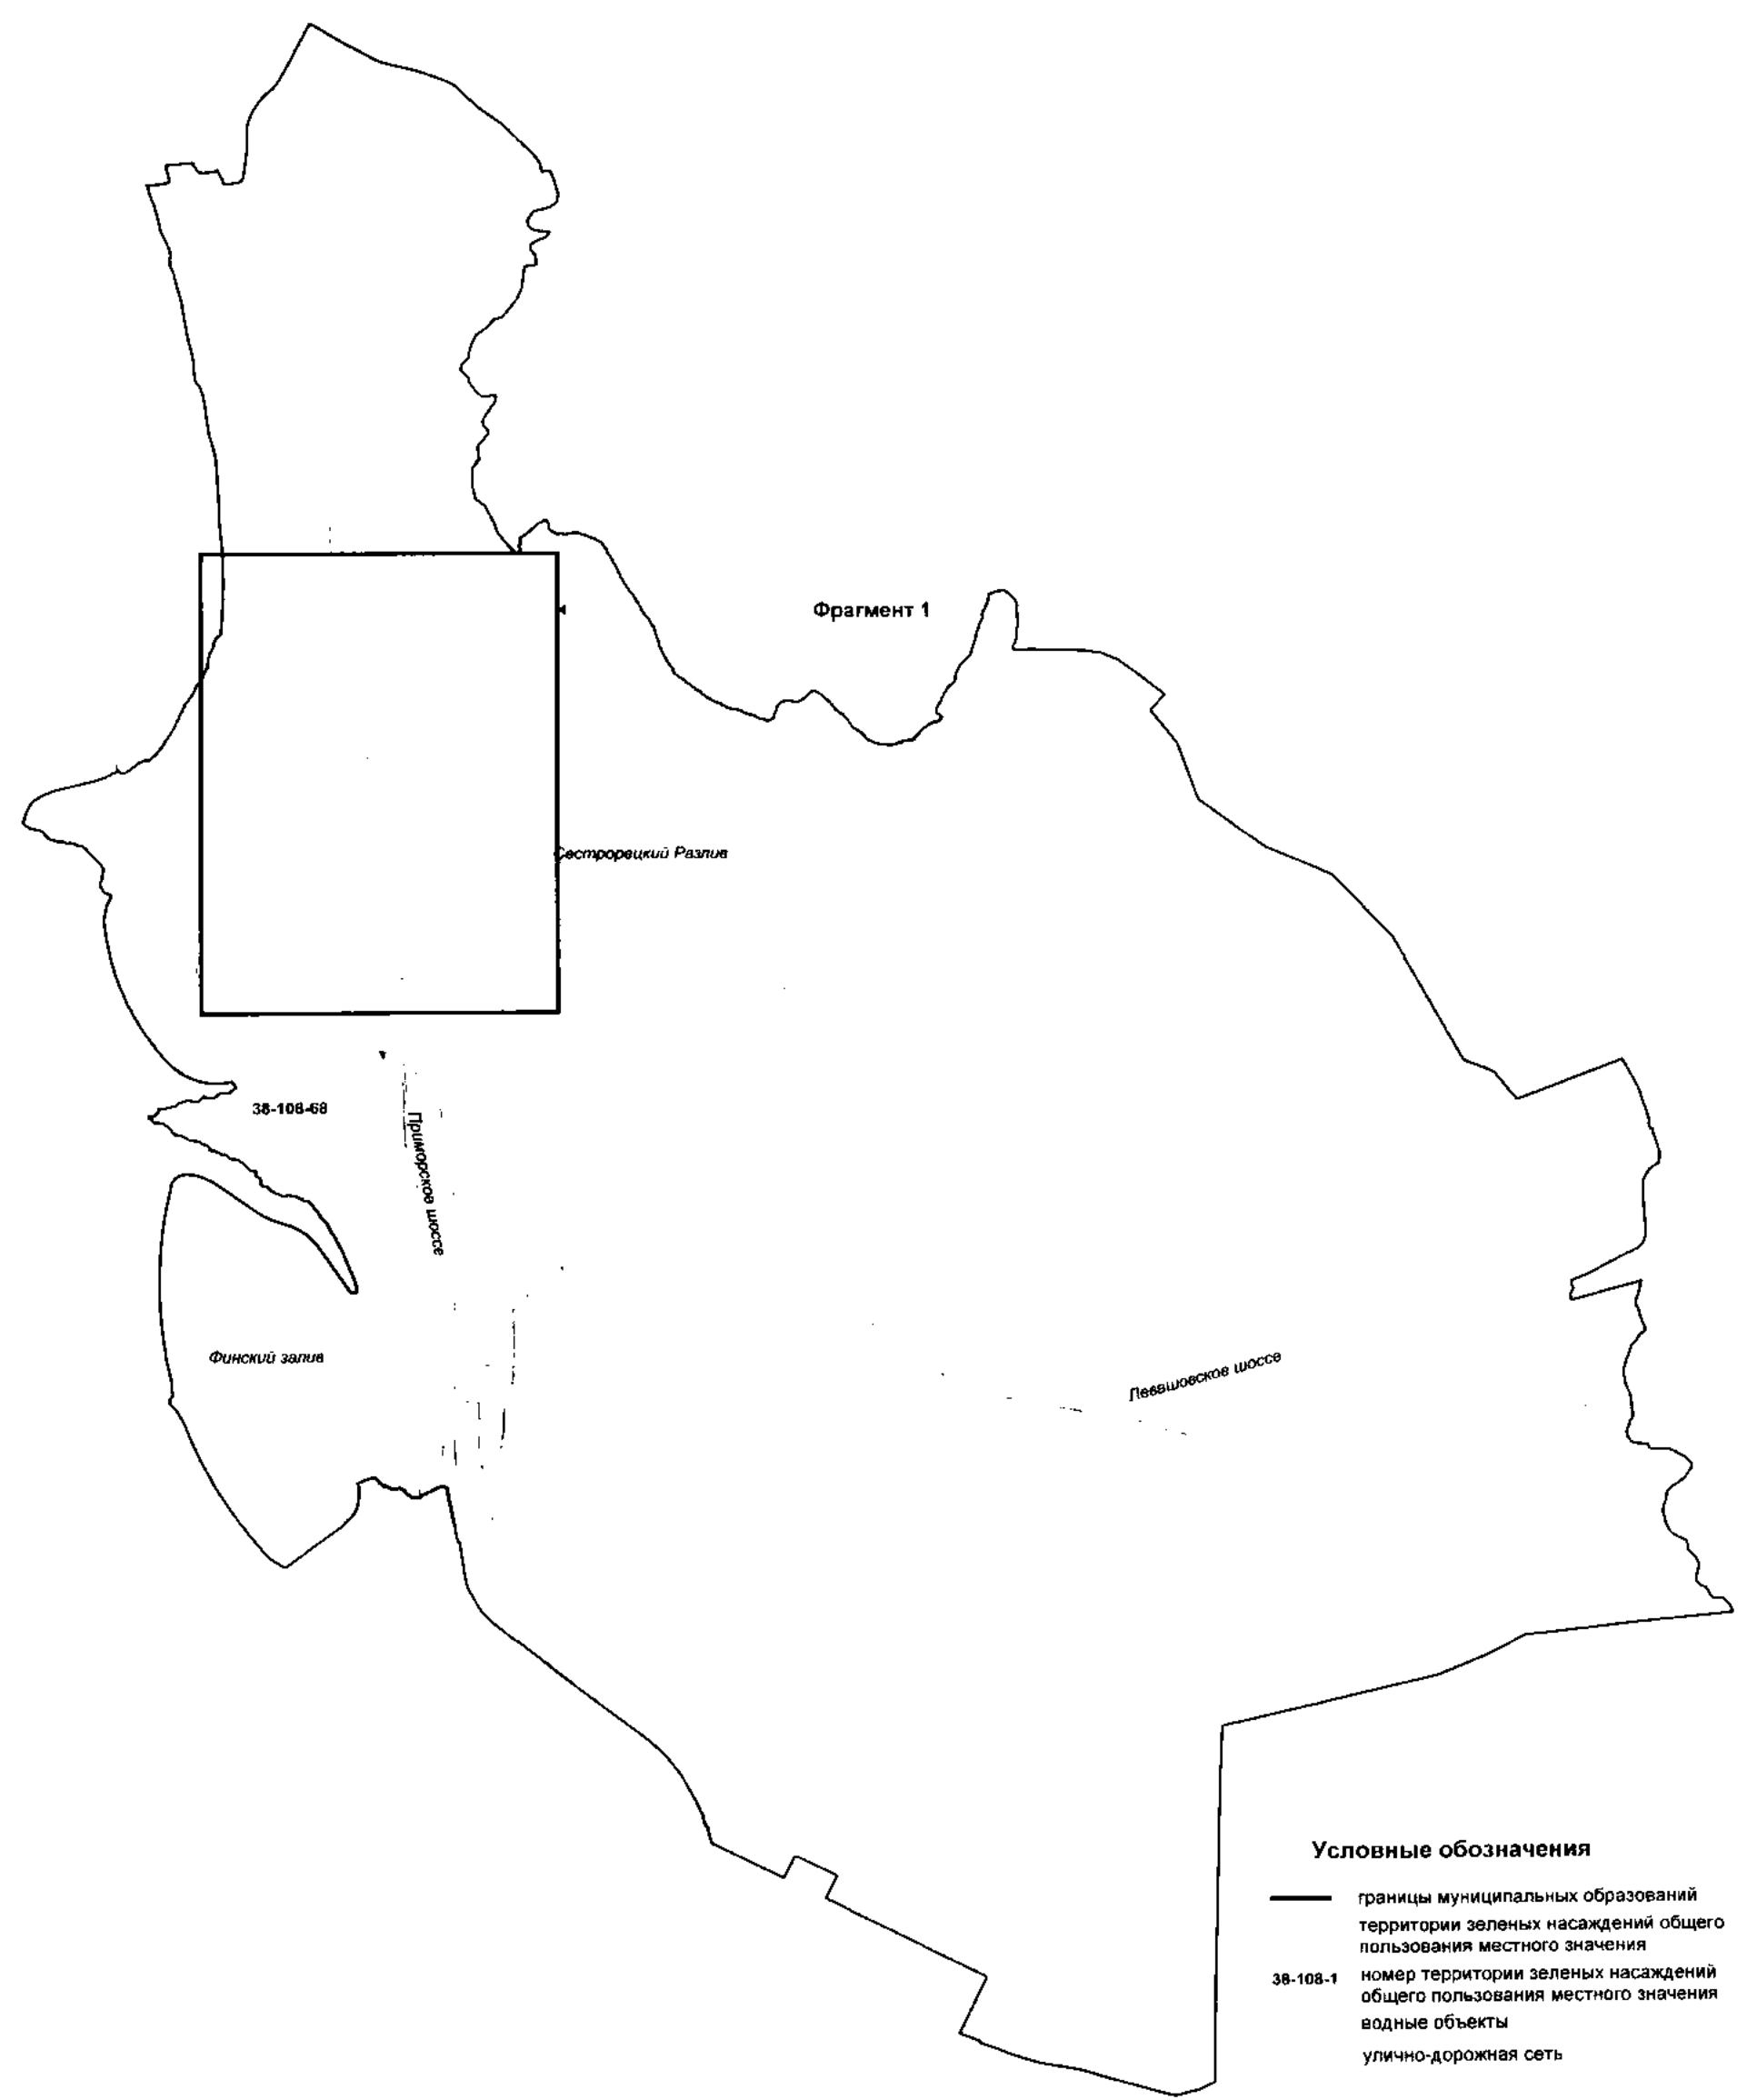 Фрагмент 1
Сестрорецкий Разлив
38-108-68
Приморское шоссе
Финский залив
Левашовское шоссе
Условные обозначения
границы муниципальных образований
территории зеленых насаждений общего
пользования местного значения
38-108-1 номер территории зеленых насаждений
общего пользования местного значения
водные объекты
улично-дорожная сеть